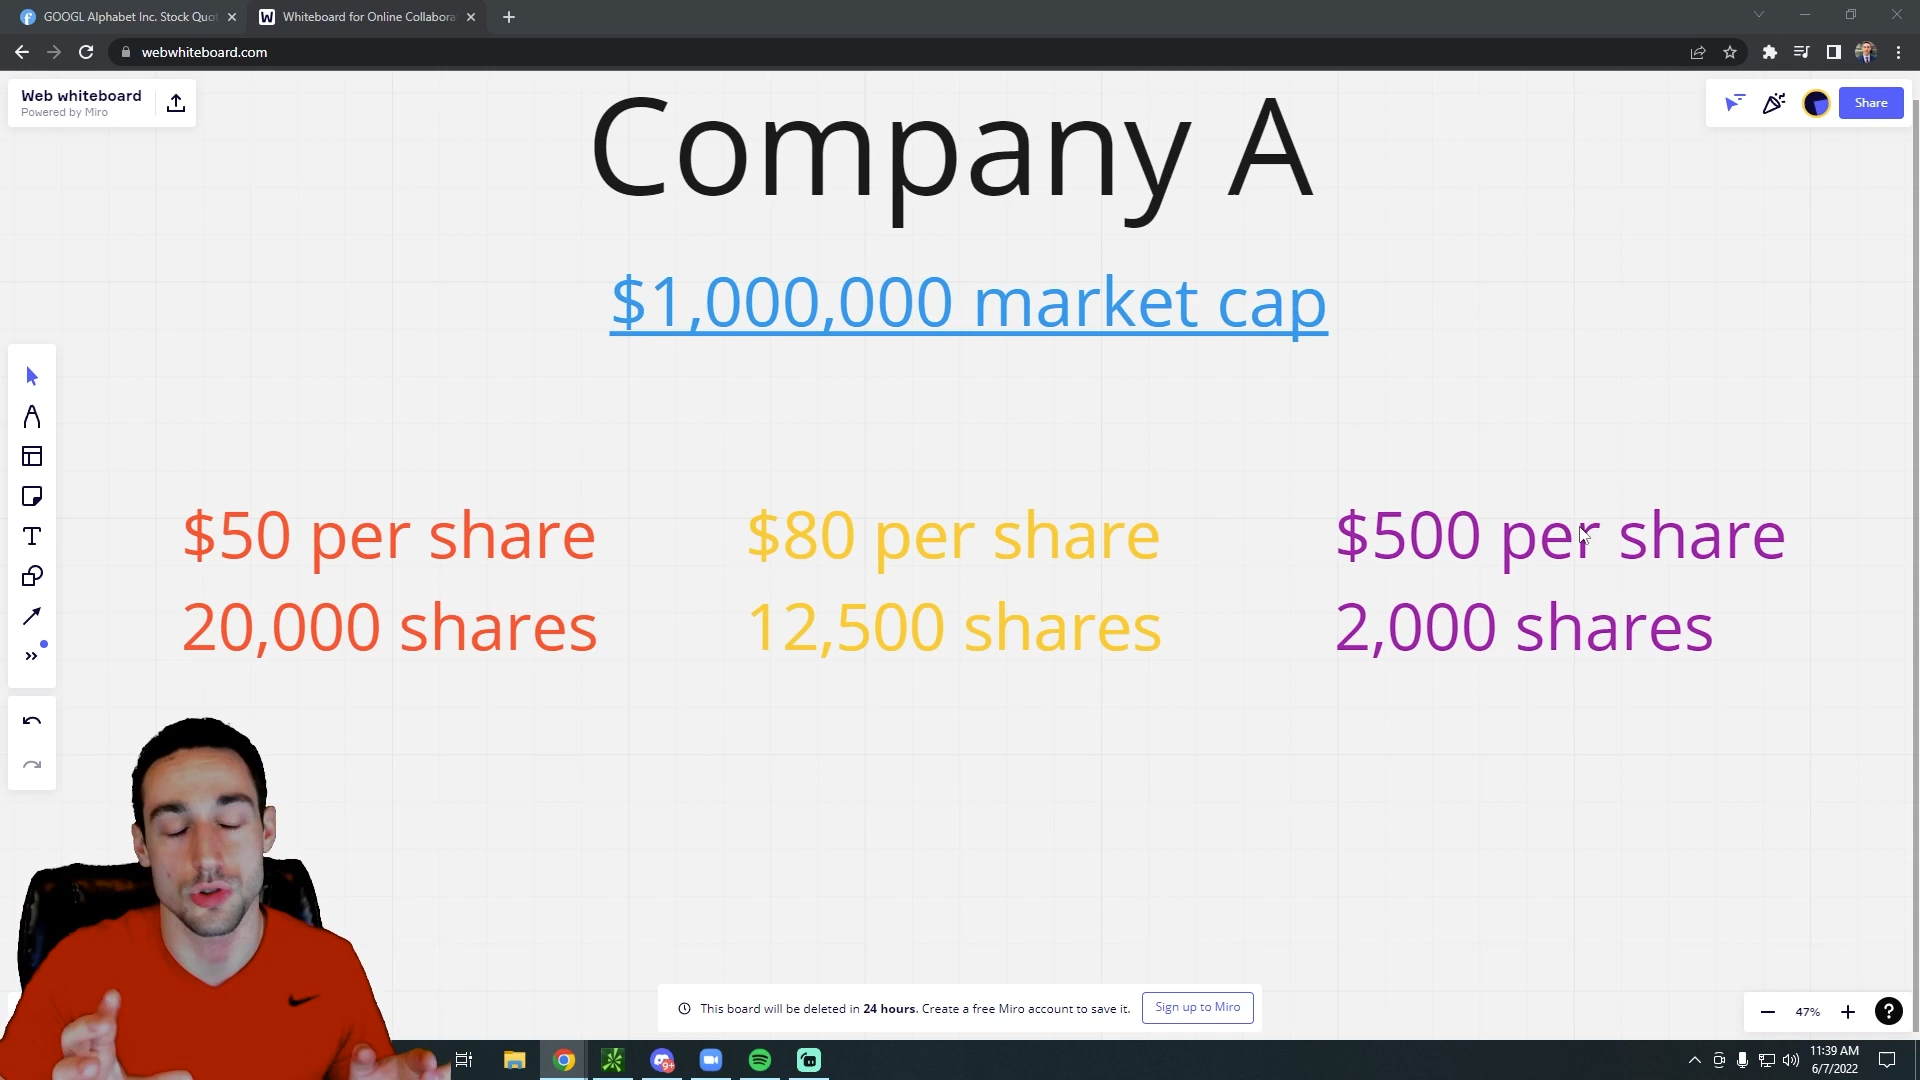 GOOGL Alphabet Inc. Stock Quot
Whiteboard for Online Collabora
webwhiteboard.com
Web whiteboard
Powered by Miro
Share
Company A
$1,000,000 market cap
$50 per share
20,000 shares
$80 per share
12,500 shares
$500 per share
2,000 shares
This board will be deleted in 24 hours. Create a free Miro account to save it.
Sign up to Miro
47%
9+
11:39 AM
6/7/2022